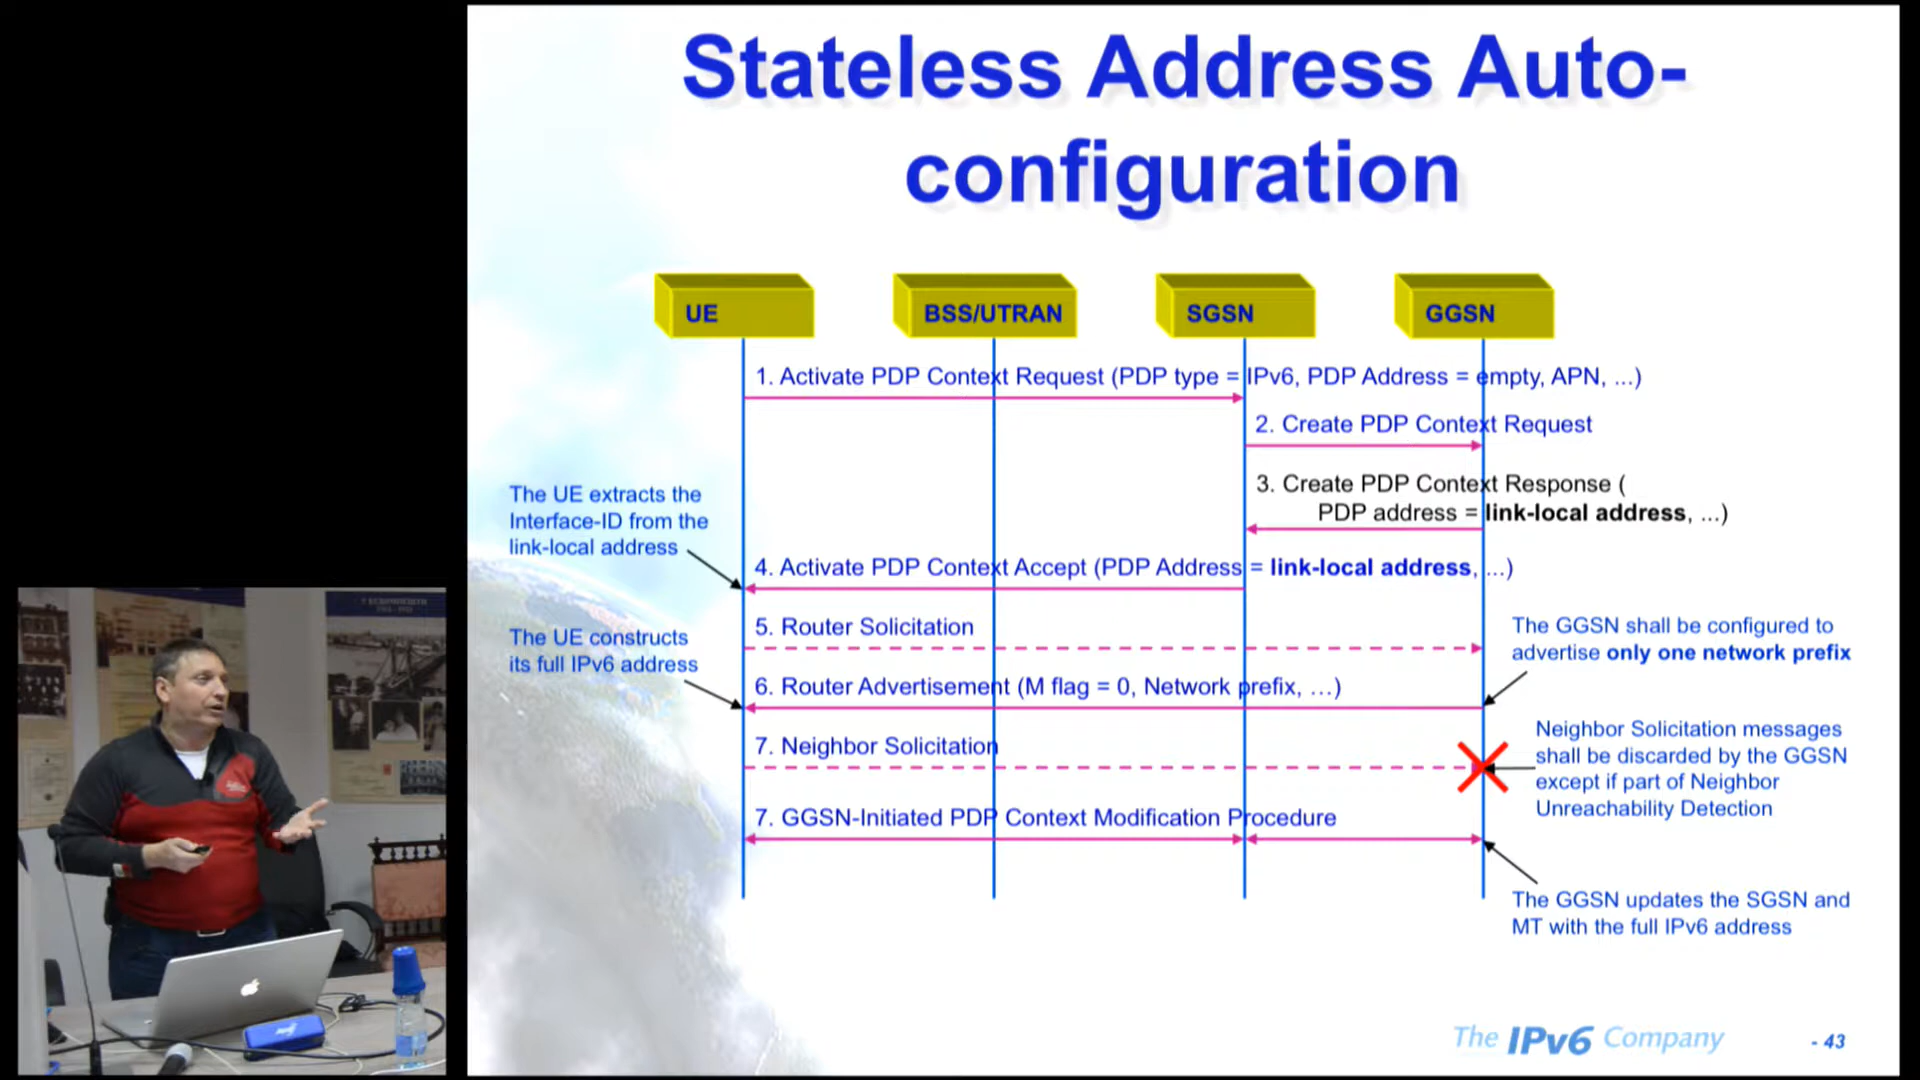 Stateless Address Auto-
configuration
UE
BSS/UTRAN
SGSN
GGSN
1. Activate PDP Context Request (PDP type = IPv6, PDP Address = empty, APN, ...)
2. Create PDP Context Request
3. Create PDP Context Response (
PDP address = link-local address, ...)
The UE extracts the
Interface-ID from the
link-local address
4. Activate PDP Context Accept (PDP Address = link-local address, ...)
5. Router Solicitation
The UE constructs
its full IPv6 address
The GGSN shall be configured to
advertise only one network prefix
6. Router Advertisement (M flag = 0, Network prefix, ...)
7. Neighbor Solicitation
Neighbor Solicitation messages
shall be discarded by the GGSN
except if part of Neighbor
Unreachability Detection
7. GGSN-Initiated PDP Context Modification Procedure
The GGSN updates the SGSN and
MT with the full IPv6 address
The IPv6 Company
- 43